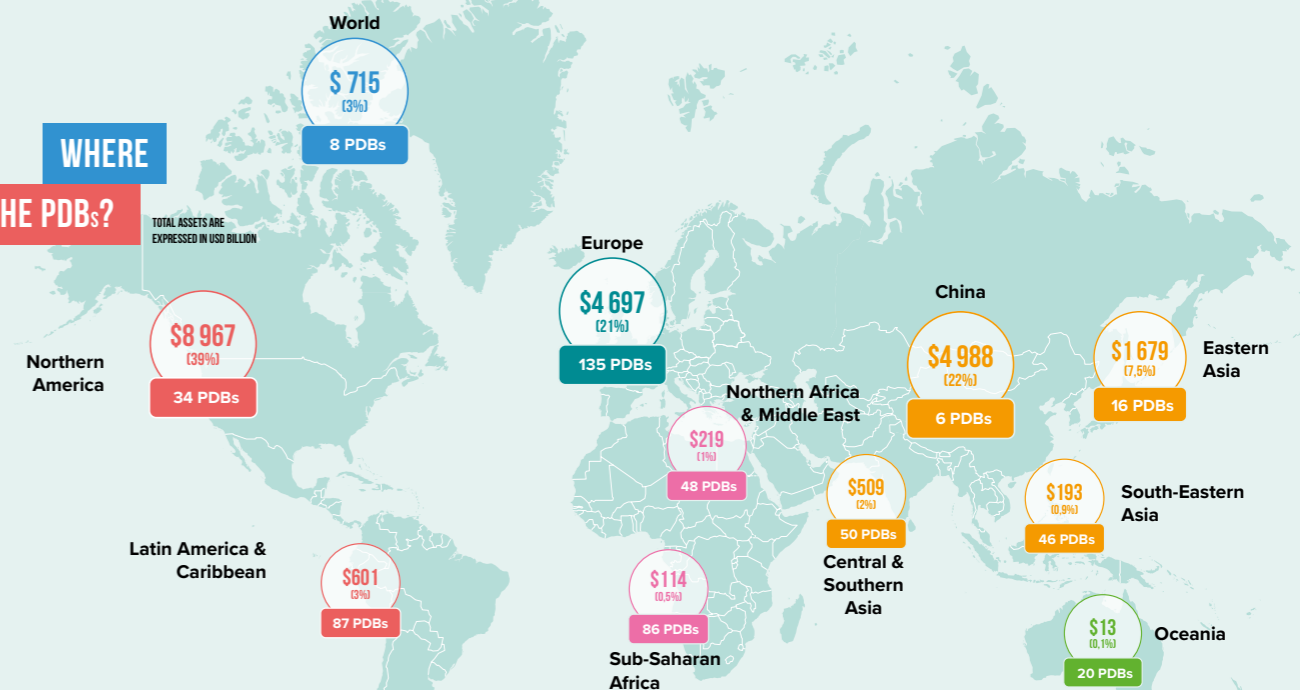 World
$ 715
(3%)
8 PDBs
WHERE
HE PDBs?
TOTAL ASSETS ARE
EXPRESSED IN USD BILLION
Northern
America
$8 967
(39%)
34 PDBs
Europe
$4 697
(21%)
135 PDBs
China
$4 988
(22%)
6 PDBs
Eastern
Asia
$1 679
(7,5%)
16 PDBs
Northern Africa
& Middle East
$219
(1%)
48 PDBs
$509
(2%)
50 PDBs
Central &
Southern
Asia
South-Eastern
Asia
$193
(0,9%)
46 PDBs
Latin America &
Caribbean
$601
(3%)
87 PDBs
$114
(0,5%)
86 PDBs
Sub-Saharan
Africa
$13
(0,1%)
20 PDBs
Oceania